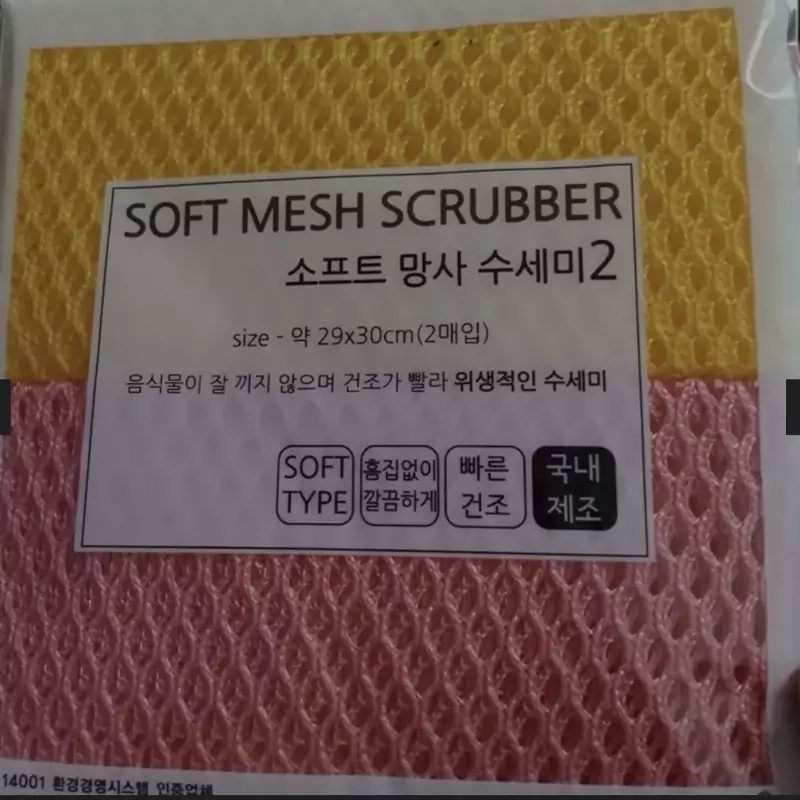 SOFT MESH SCRUBBER
소프트 망사 수세미2
size - 약 29x30cm(2매입)
음식물이 잘 끼지 않으며 건조가 빨라 위생적인 수세미
SOFT
TYPE
홈집없이
깔끔하게
빠른
건조
국내
제조
14001 환경경영시스템 인증업체